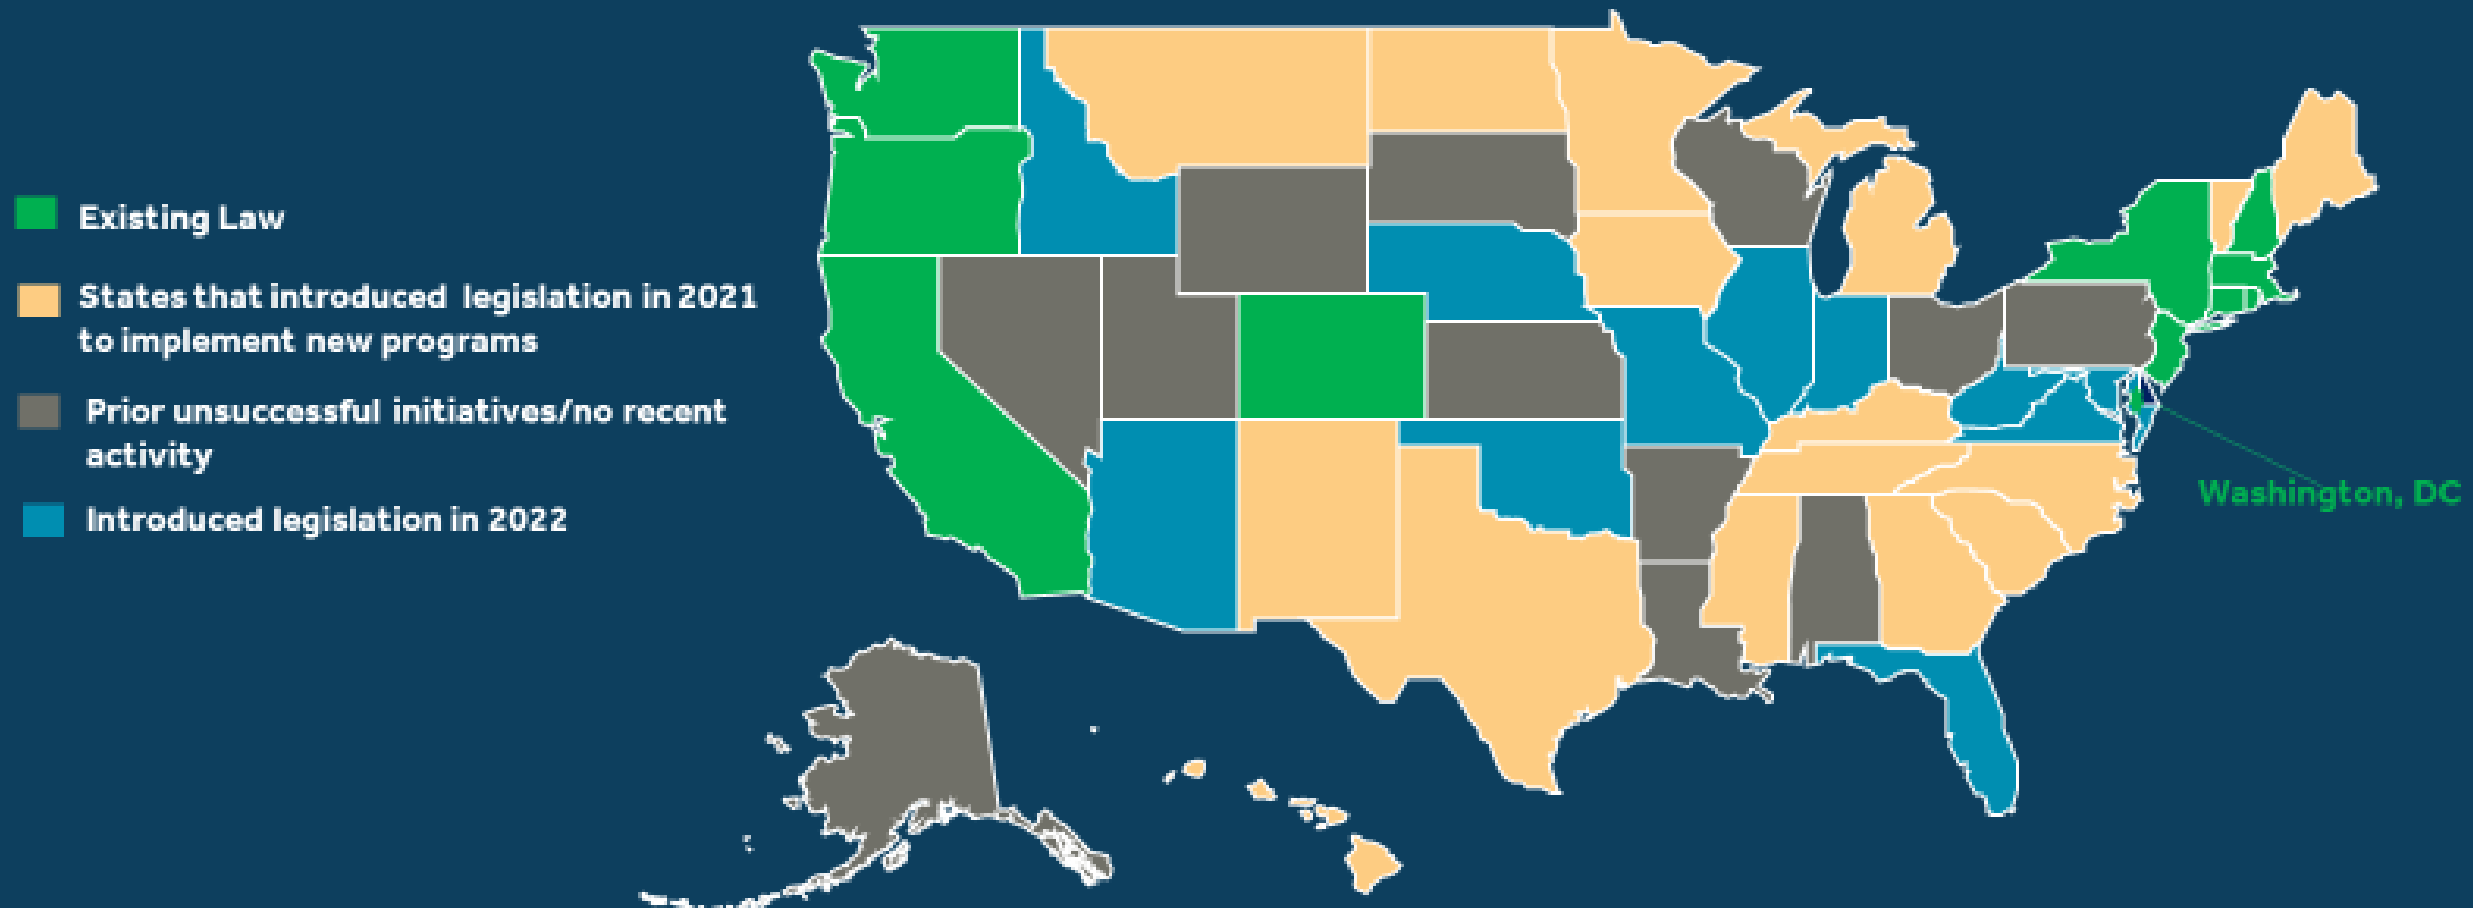 Existing Law
States that introduced legislation in 2021
to implement new programs
Prior unsuccessful initiatives/no recent
activity
Introduced legislation in 2022
Washington, DC